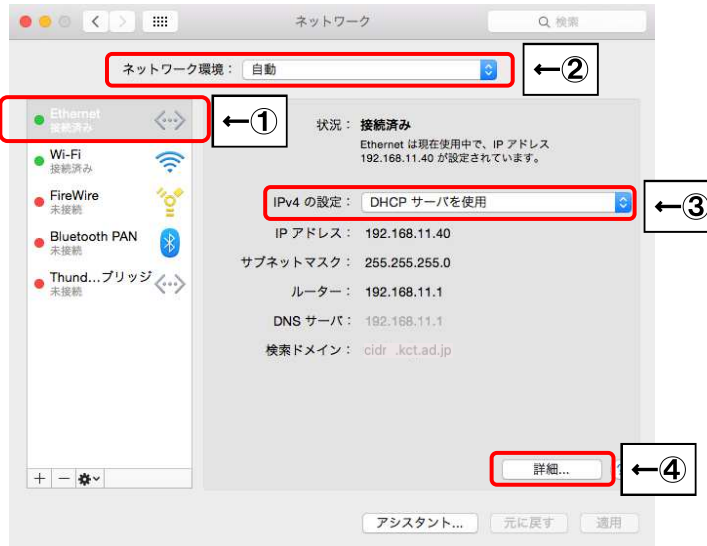 ネットワーク
検索
ネットワーク環境： 自動
←②
Ethernet
接続済み
←①
Wi-Fi
接続済み
FireWire
未接続
Bluetooth PAN
未接続
Thund...ブリッジ
未接続
状況： 接続済み
Ethernet は現在使用中で、IP アドレス
192.168.11.40 が設定されています。
IPv4 の設定： DHCP サーバを使用
←③
IP アドレス： 192.168.11.40
サブネットマスク： 255.255.255.0
ルーター： 192.168.11.1
DNS サーバ： 192.168.11.1
検索ドメイン： cidr .kct.ad.jp
詳細...
←④
アシスタント... 元に戻す 適用